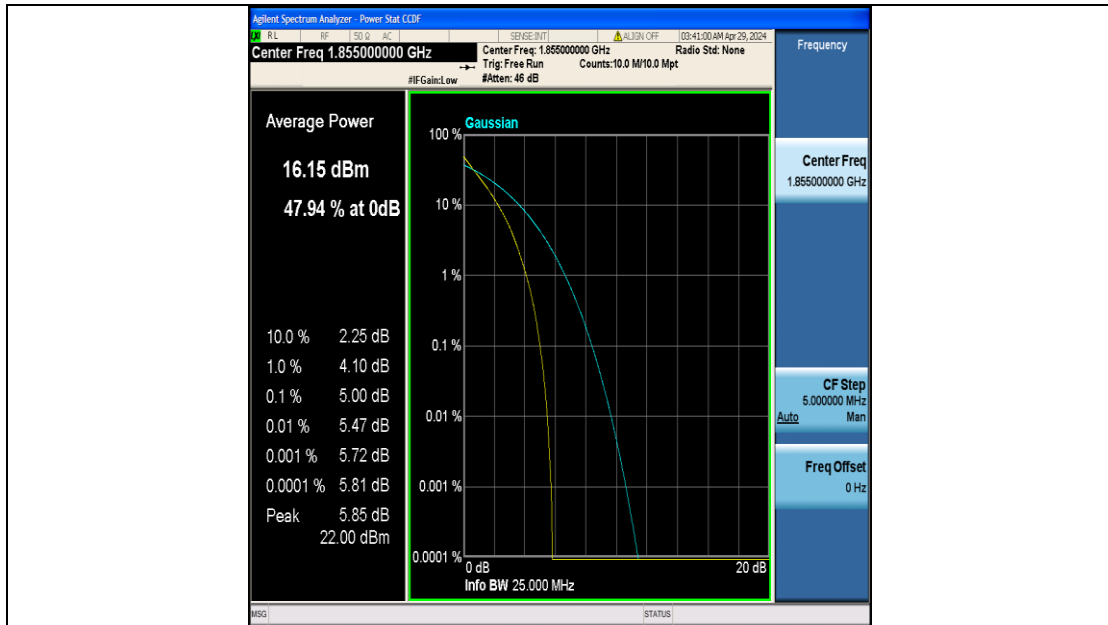 Agilent Spectrum Analyzer - Power Stat CCDF
RL RF 50 Ω AC SENSE:INT ALIGN OFF 03:41:00 AM Apr 29, 2024
Center Freq 1.855000000 GHz
Center Freq: 1.855000000 GHz Radio Std: None
Trig: Free Run Counts:10.0 M/10.0 Mpt
#IFGain:Low #Atten: 46 dB
Frequency
Average Power
16.15 dBm
47.94 % at 0dB
10.0 % 2.25 dB
1.0 % 4.10 dB
0.1 % 5.00 dB
0.01 % 5.47 dB
0.001 % 5.72 dB
0.0001 % 5.81 dB
Peak 5.85 dB
22.00 dBm
Gaussian
100 %
10 %
1 %
0.1 %
0.01 %
0.001 %
0.0001 %
0 dB 20 dB
Info BW 25.000 MHz
Center Freq
1.855000000 GHz
CF Step
5.000000 MHz
Auto Man
Freq Offset
0 Hz
MSG STATUS